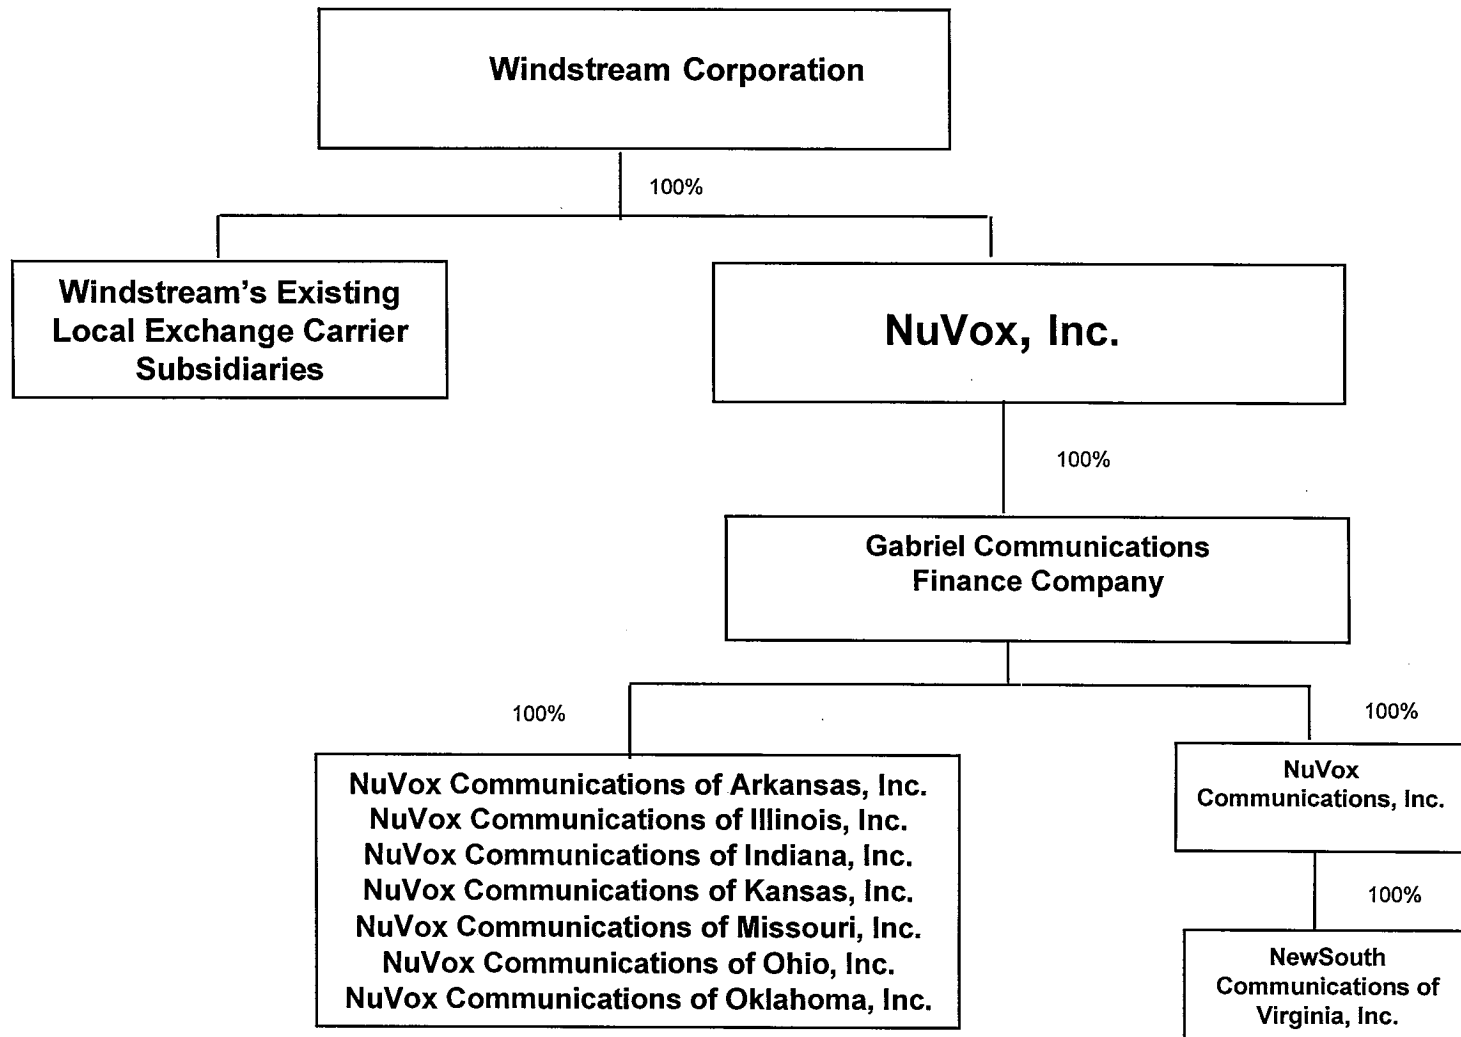 Windstream Corporation
100%
Windstream's Existing
Local Exchange Carrier
Subsidiaries
NuVox, Inc.
100%
Gabriel Communications
Finance Company
100%
100%
NuVox Communications of Arkansas, Inc.
NuVox Communications of Illinois, Inc.
NuVox Communications of Indiana, Inc.
NuVox Communications of Kansas, Inc.
NuVox Communications of Missouri, Inc.
NuVox Communications of Ohio, Inc.
NuVox Communications of Oklahoma, Inc.
NuVox
Communications, Inc.
100%
NewSouth
Communications of
Virginia, Inc.